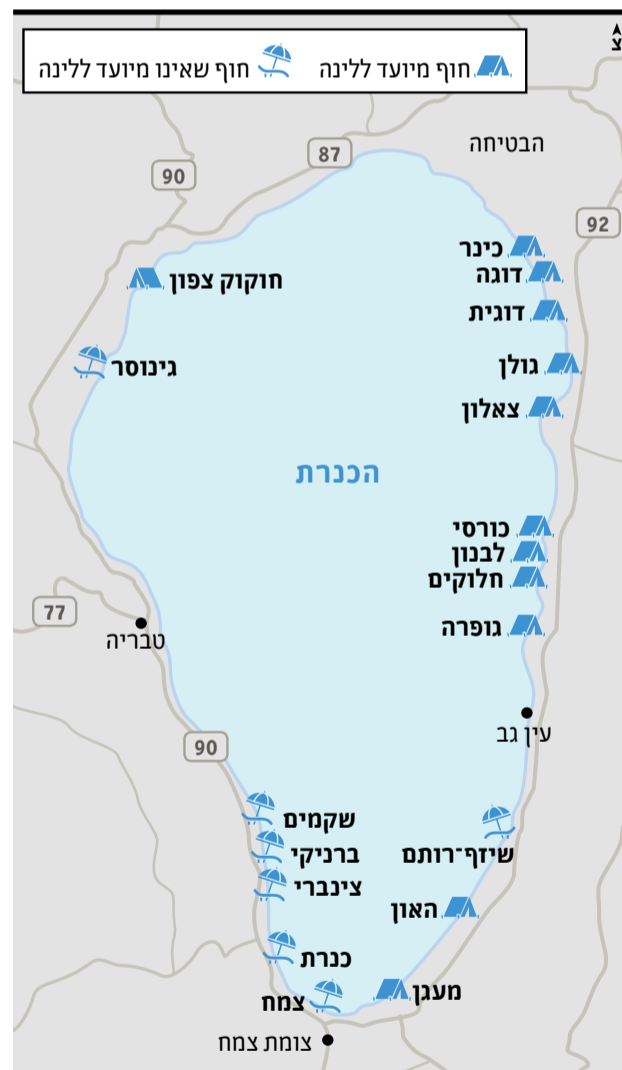 חוף מיועד ללינה
חוף שאינו מיועד ללינה
צ
הבטיחה
87
90
92
כינר
דוגה
חוקוק צפון
דוגית
גולן
גינוסר
צאלון
הכנרת
כורסי
לבנון
חלוקים
77
גופרה
טבריה
עין גב
90
שקמים
שיזף־רותם
ברניקי
צינברי
האון
כנרת
מעגן
צמח
צומת צמח